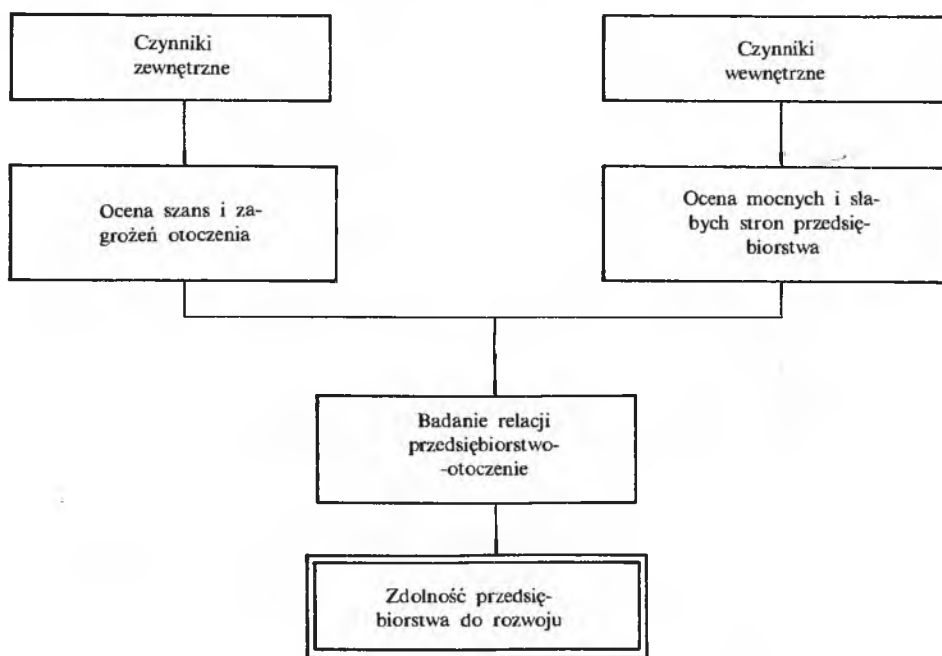 Czynniki
zewnętrzne
Czynniki
wewnętrzne
Ocena szans i za-
grożeń otoczenia
Ocena mocnych i sła-
bych stron przedsię-
biorstwa
Badanie relacji
przedsiębiorstwo-
-otoczenie
Zdolność przedsię-
biorstwa do rozwoju